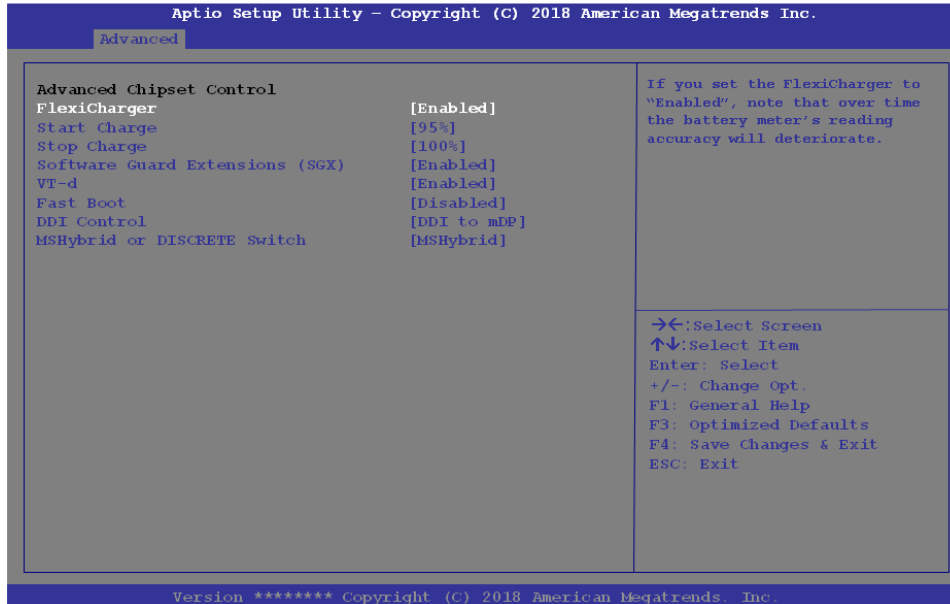 Aptio Setup Utility – Copyright (C) 2018 American Megatrends Inc.
Advanced
Advanced Chipset Control
FlexiCharger [Enabled]
Start Charge [95%]
Stop Charge [100%]
Software Guard Extensions (SGX) [Enabled]
VT-d [Enabled]
Fast Boot [Disabled]
DDI Control [DDI to mDP]
MSHybrid or DISCRETE Switch [MSHybrid]
If you set the FlexiCharger to
“Enabled”, note that over time
the battery meter’s reading
accuracy will deteriorate.
→←:Select Screen
↑↓:Select Item
Enter: Select
+/-: Change Opt.
F1: General Help
F3: Optimized Defaults
F4: Save Changes & Exit
ESC: Exit
Version ******** Copyright (C) 2018 American Megatrends. Inc.